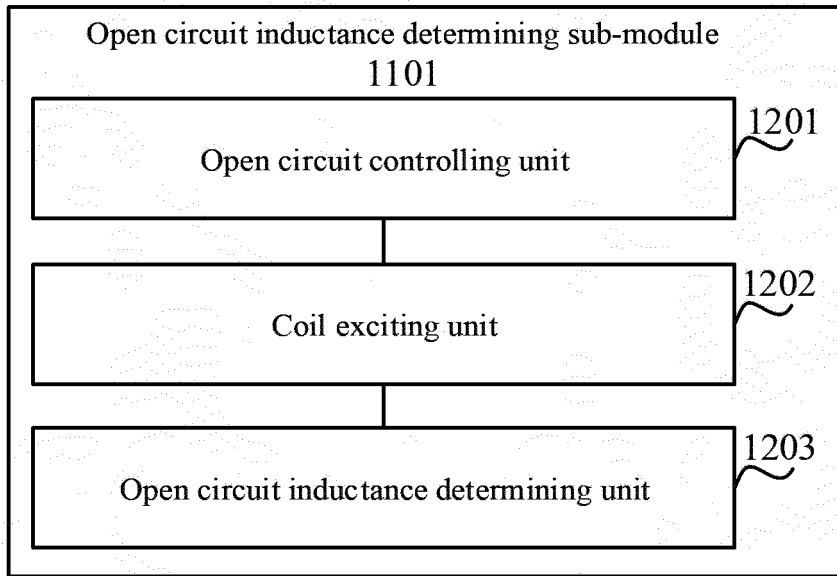 Open circuit inductance determining sub-module
1101
1201
Open circuit controlling unit
1202
Coil exciting unit
1203
Open circuit inductance determining unit